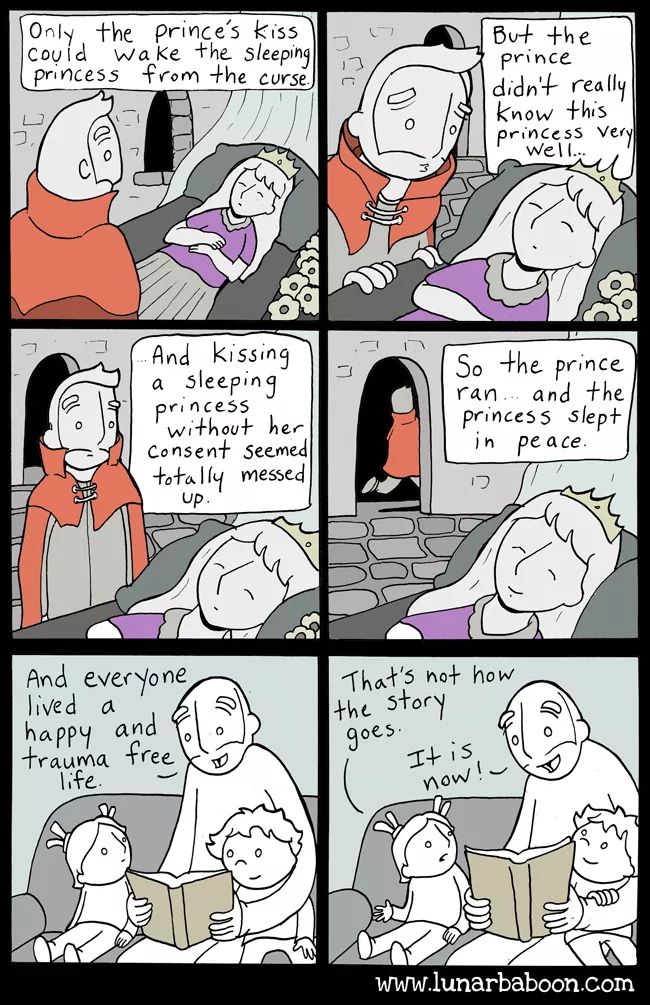 Only the prince's kiss
could wake the sleeping
princess from the curse.
But the
prince
didn't really
know this
princess very
well...
...And kissing
a sleeping
princess
without her
consent seemed
totally messed
up.
So the prince
ran... and the
princess slept
in peace.
And everyone
lived a
happy and
trauma free
life.
That's not how
the story
goes.
It is
now!
www.lunarbaboon.com